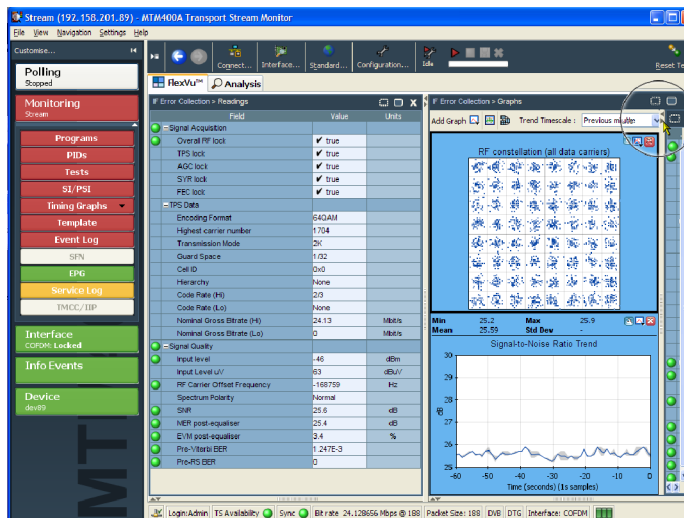 Stream (192.158.201.89) - MTM400A Transport Stream Monitor
File View Navigation Settings Help
Customise...
Polling
Stopped
Monitoring
Stream
Programs
PIDs
Tests
SI/PSI
Timing Graphs
Template
Event Log
SFN
EPG
Service Log
TMCC/IIP
Interface
COFDM: Locked
Info Events
Device
dev89
MTM
Connect... Interface... Standard... Configuration... Idle
FlexVu™ Analysis
IF Error Collection > Readings
Field Value Units
Signal Acquisition
Overall RF lock true
TPS lock true
AGC lock true
SYR lock true
FEC lock true
TPS Data
Encoding Format 64QAM
Highest carrier number 1704
Transmission Mode 2K
Guard Space 1/32
Cell ID 0x0
Hierarchy None
Code Rate (Hi) 2/3
Code Rate (Lo) None
Nominal Gross Bitrate (Hi) 24.13 Mbit/s
Nominal Gross Bitrate (Lo) 0 Mbit/s
Signal Quality
Input level -46 dBm
Input Level uV 63 dBuV
RF Carrier Offset Frequency -168759 Hz
Spectrum Polarity Normal
SNR 25.6 dB
MER post-equaliser 25.4 dB
EVM post-equaliser 3.4 %
Pre-Viterbi BER 1.247E-3
Pre-RS BER 0
Reset Te
IF Error Collection > Graphs
Add Graph Trend Timescale : Previous
RF constellation (all data carriers)
Min 25.2 Max 25.9
Mean 25.59 Std Dev -
Signal-to-Noise Ratio Trend
30
29
28
27
26
25
dB
-60 -50 -40 -30 -20 -10 0
Time (seconds) (1s samples)
Login:Admin TS Availability Sync Bit rate 24.128656 Mbps @ 188 Packet Size: 188 DVB DTG Interface: COFDM